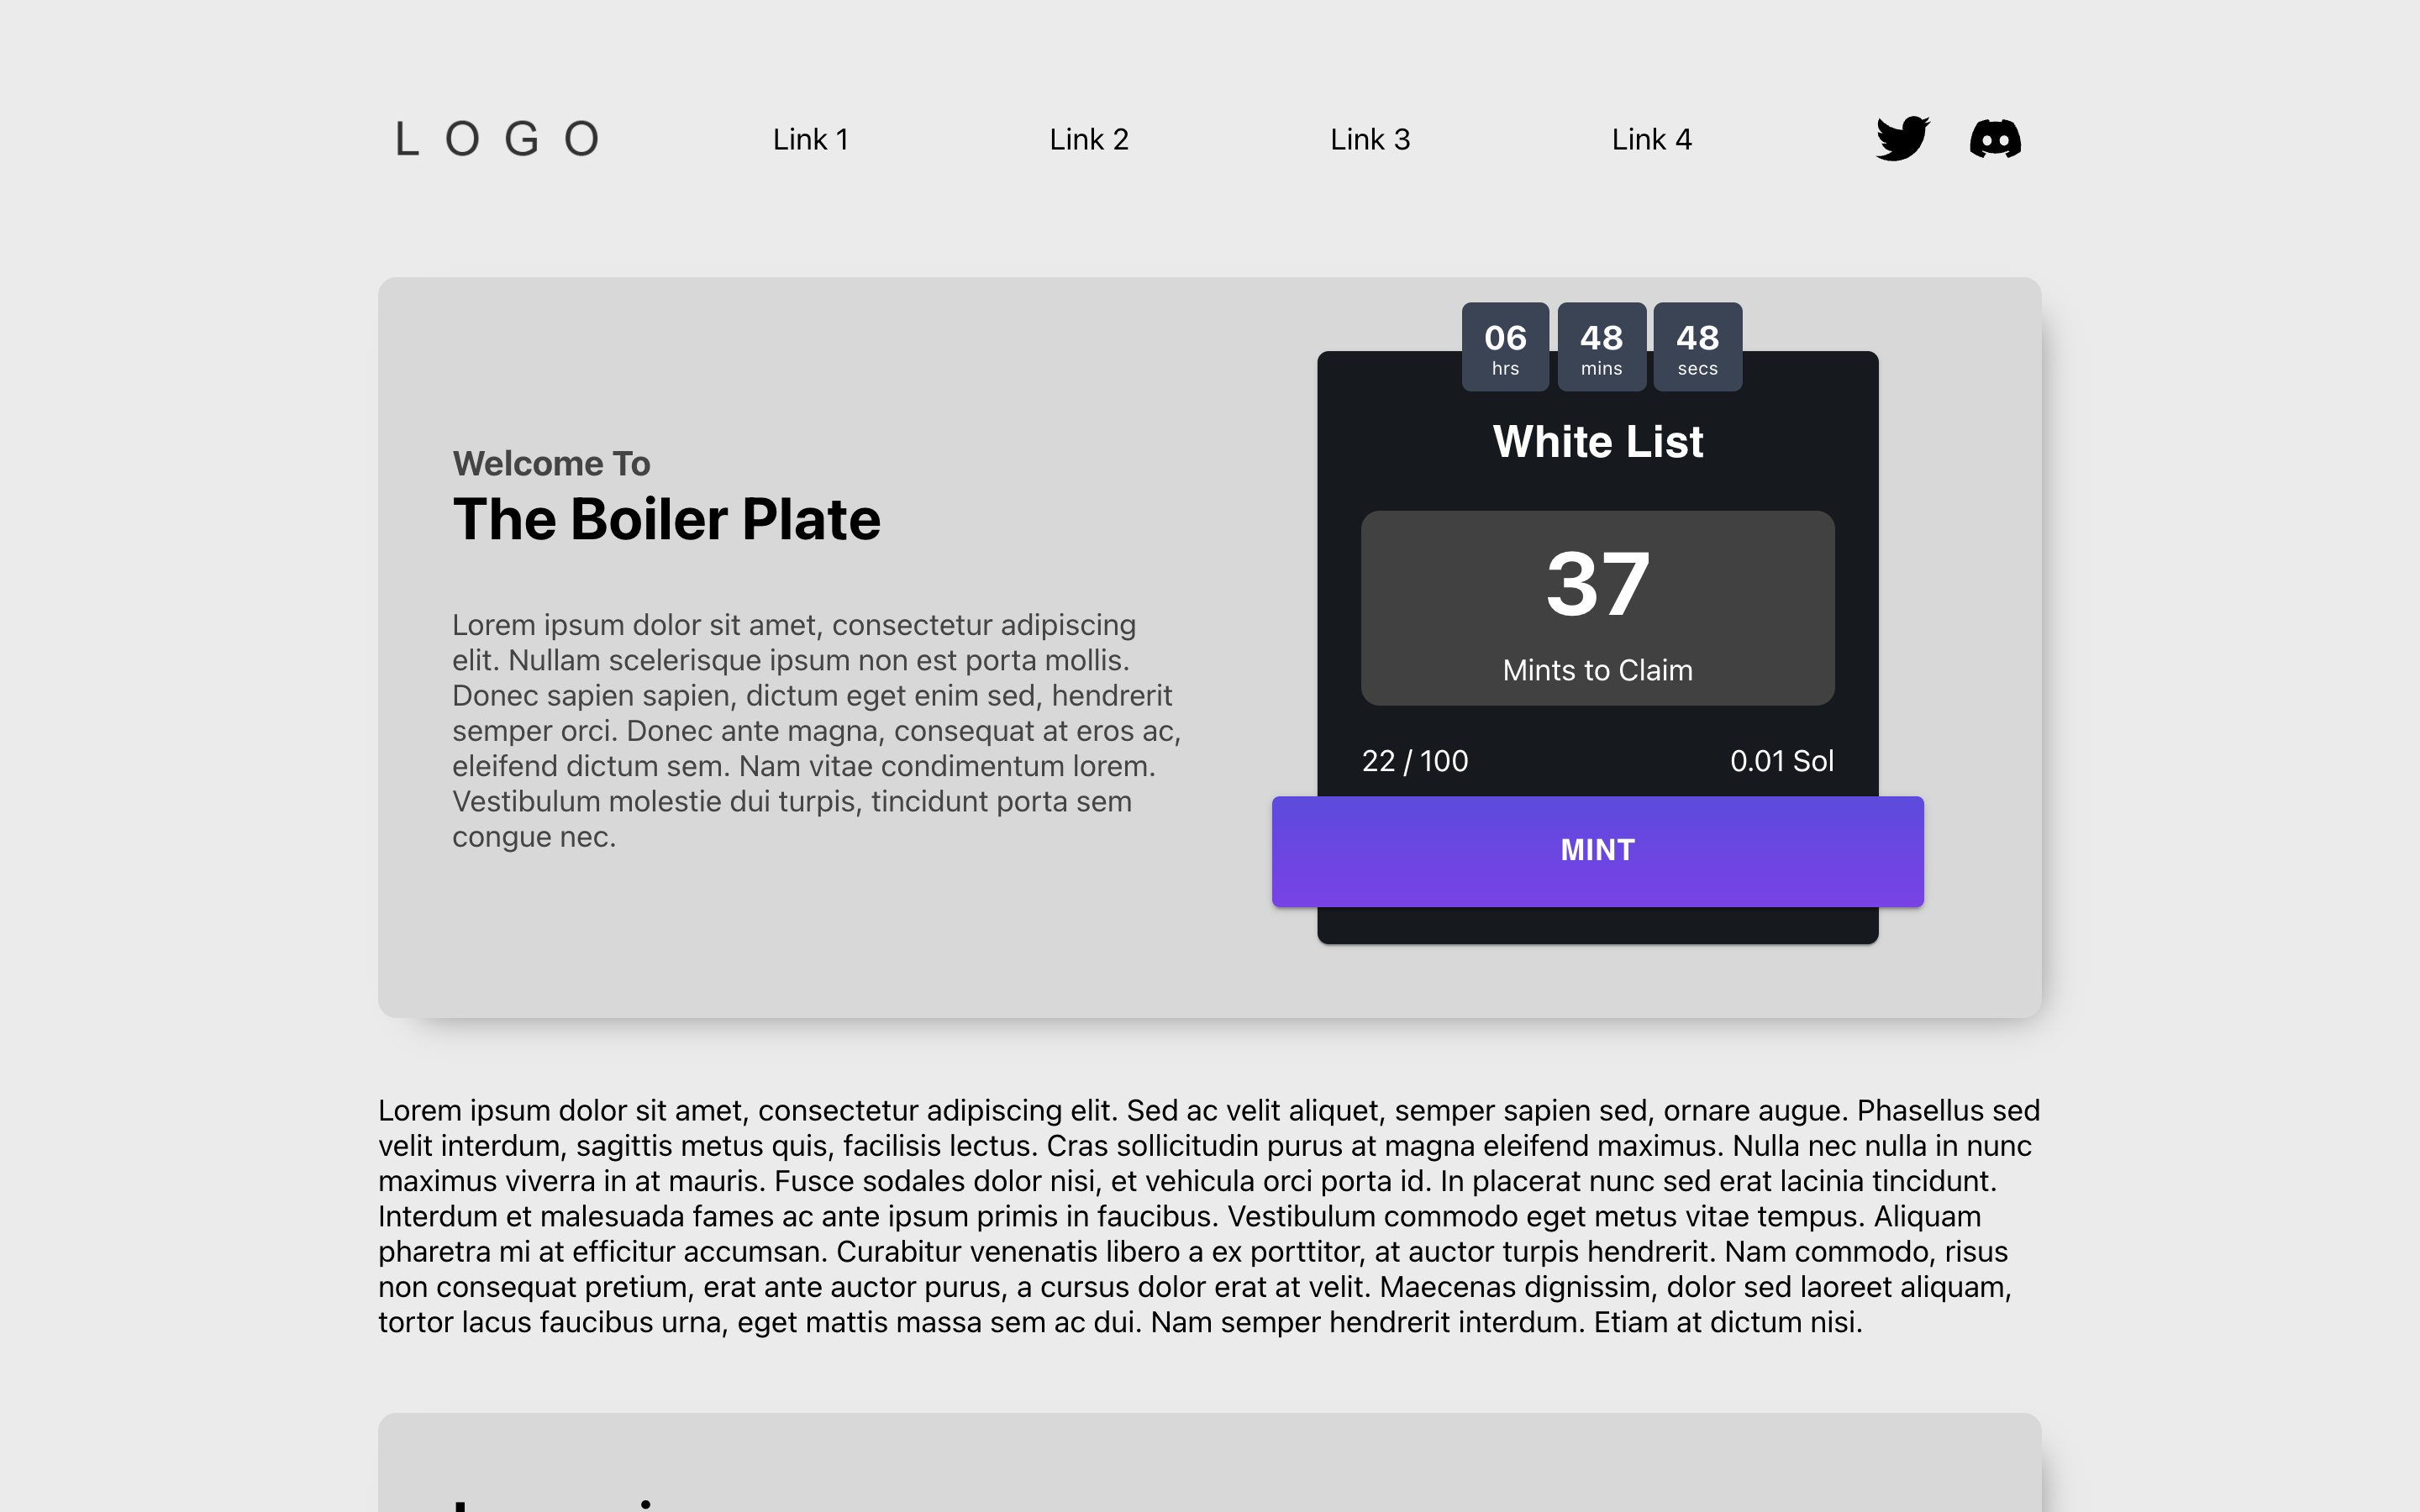 LOGO
Link 1
Link 2
Link 3
Link 4
Welcome To
The Boiler Plate
Lorem ipsum dolor sit amet, consectetur adipiscing
elit. Nullam scelerisque ipsum non est porta mollis.
Donec sapien sapien, dictum eget enim sed, hendrerit
semper orci. Donec ante magna, consequat at eros ac,
eleifend dictum sem. Nam vitae condimentum lorem.
Vestibulum molestie dui turpis, tincidunt porta sem
congue nec.
06 48 48
hrs mins secs
White List
37
Mints to Claim
22 / 100
0.01 Sol
MINT
Lorem ipsum dolor sit amet, consectetur adipiscing elit. Sed ac velit aliquet, semper sapien sed, ornare augue. Phasellus sed
velit interdum, sagittis metus quis, facilisis lectus. Cras sollicitudin purus at magna eleifend maximus. Nulla nec nulla in nunc
maximus viverra in at mauris. Fusce sodales dolor nisi, et vehicula orci porta id. In placerat nunc sed erat lacinia tincidunt.
Interdum et malesuada fames ac ante ipsum primis in faucibus. Vestibulum commodo eget metus vitae tempus. Aliquam
pharetra mi at efficitur accumsan. Curabitur venenatis libero a ex porttitor, at auctor turpis hendrerit. Nam commodo, risus
non consequat pretium, erat ante auctor purus, a cursus dolor erat at velit. Maecenas dignissim, dolor sed laoreet aliquam,
tortor lacus faucibus urna, eget mattis massa sem ac dui. Nam semper hendrerit interdum. Etiam at dictum nisi.